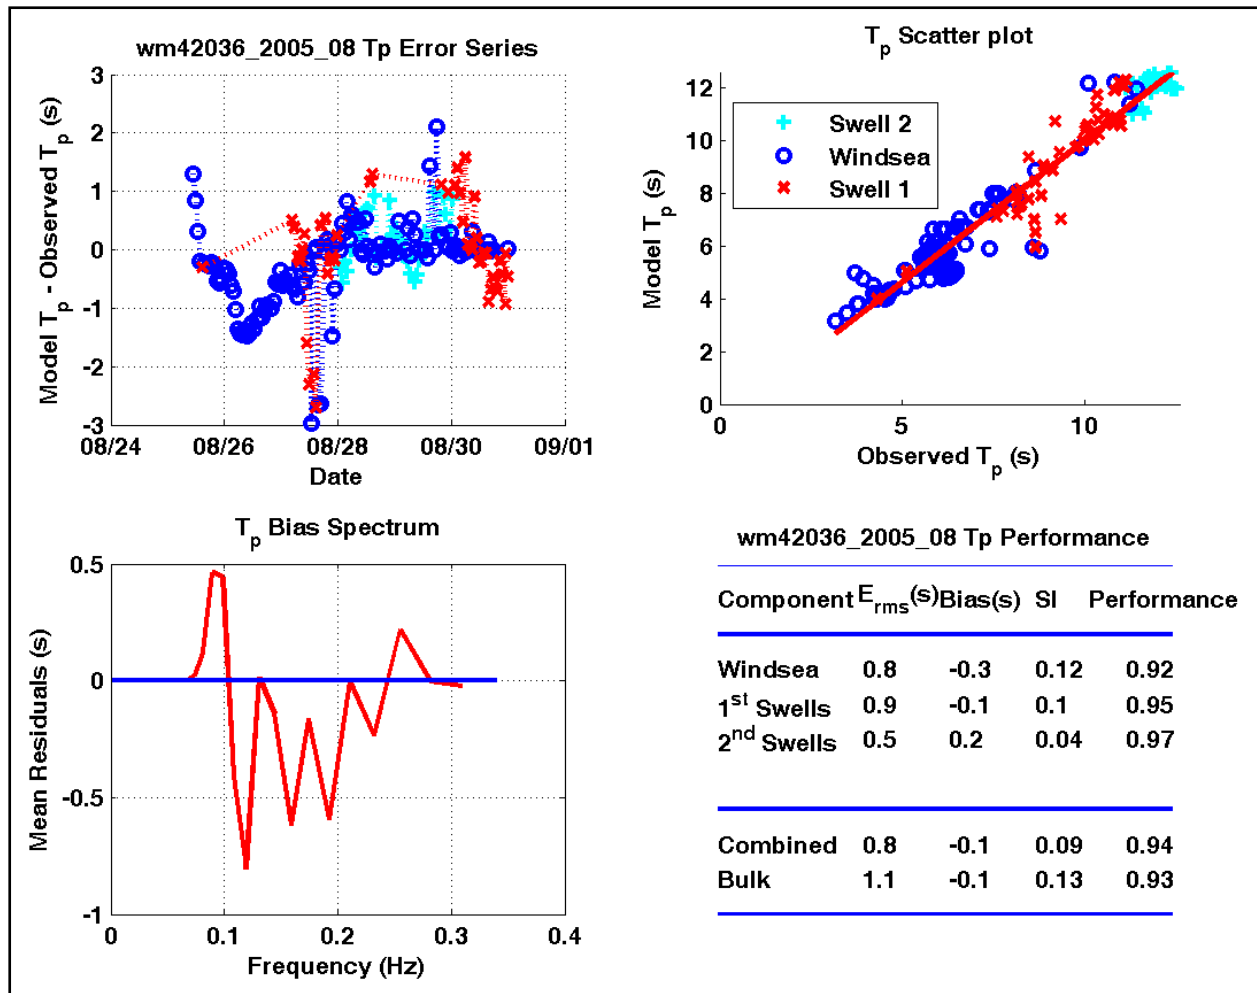 wm42036_2005_08 Tp Error Series
3
2
1
0
-1
-2
-3
08/24
08/26
08/28
08/30
09/01
Model Tp - Observed Tp (s)
Date
Tp Scatter plot
12
10
8
6
4
2
0
0
5
10
Swell 2
Windsea
Swell 1
Model Tp (s)
Observed Tp (s)
Tp Bias Spectrum
0.5
0
-0.5
-1
0
0.1
0.2
0.3
0.4
Mean Residuals (s)
Frequency (Hz)
wm42036_2005_08 Tp Performance
Component Erms(s) Bias(s) SI Performance
Windsea 0.8 -0.3 0.12 0.92
1st Swells 0.9 -0.1 0.1 0.95
2nd Swells 0.5 0.2 0.04 0.97
Combined 0.8 -0.1 0.09 0.94
Bulk 1.1 -0.1 0.13 0.93